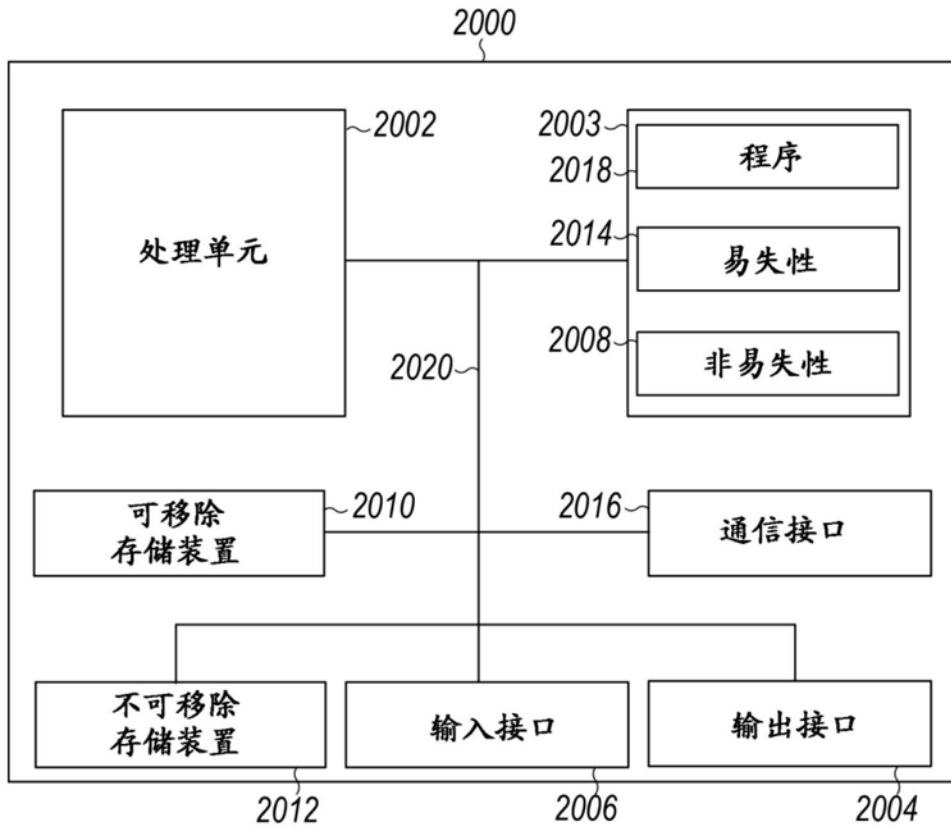 2000
2002
处理单元
2003
程序
2018
2014
易失性
2008
非易失性
2020
可移除
存储装置
2010
2016
通信接口
不可移除
存储装置
输入接口
输出接口
2012
2006
2004